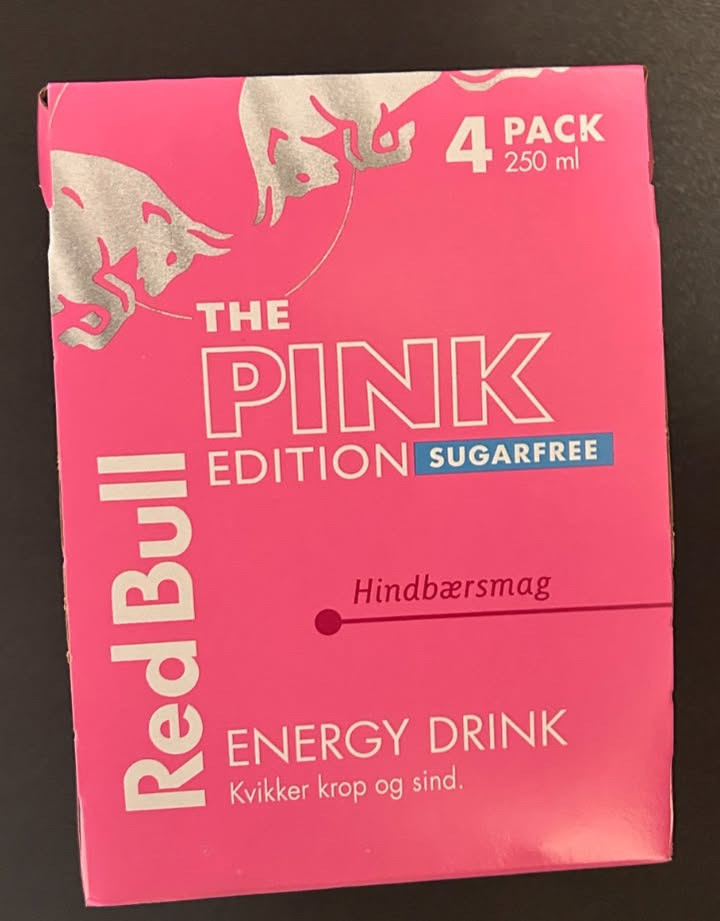 4 PACK
250 ml
THE
PINK
EDITION SUGARFREE
Red Bull
Hindbærsmag
ENERGY DRINK
Kvikker krop og sind.